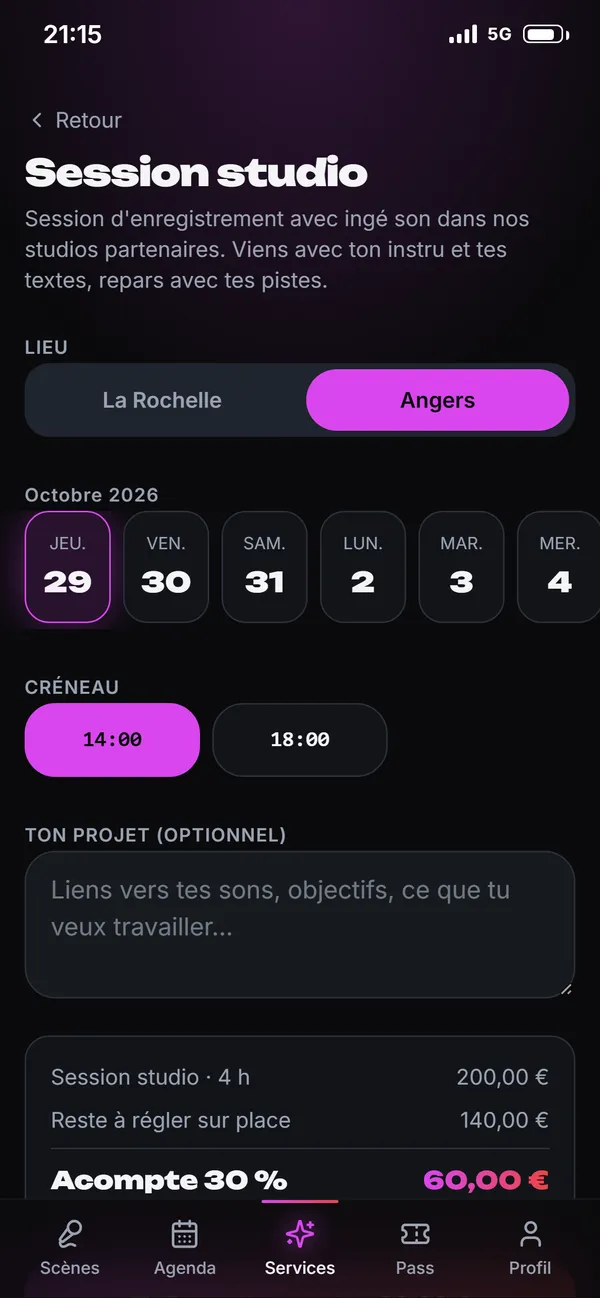 21:15
5G
Retour
Session studio
Session d'enregistrement avec ingé son dans nos
studios partenaires. Viens avec ton instru et tes
textes, repars avec tes pistes.
LIEU
La Rochelle
Angers
Octobre 2026
JEU.
29
VEN.
30
SAM.
31
LUN.
2
MAR.
3
MER.
4
CRÉNEAU
14:00
18:00
TON PROJET (OPTIONNEL)
Liens vers tes sons, objectifs, ce que tu
veux travailler...
Session studio · 4 h 200,00 €
Reste à régler sur place 140,00 €
Acompte 30 % 60,00 €
Scènes
Agenda
Services
Pass
Profil